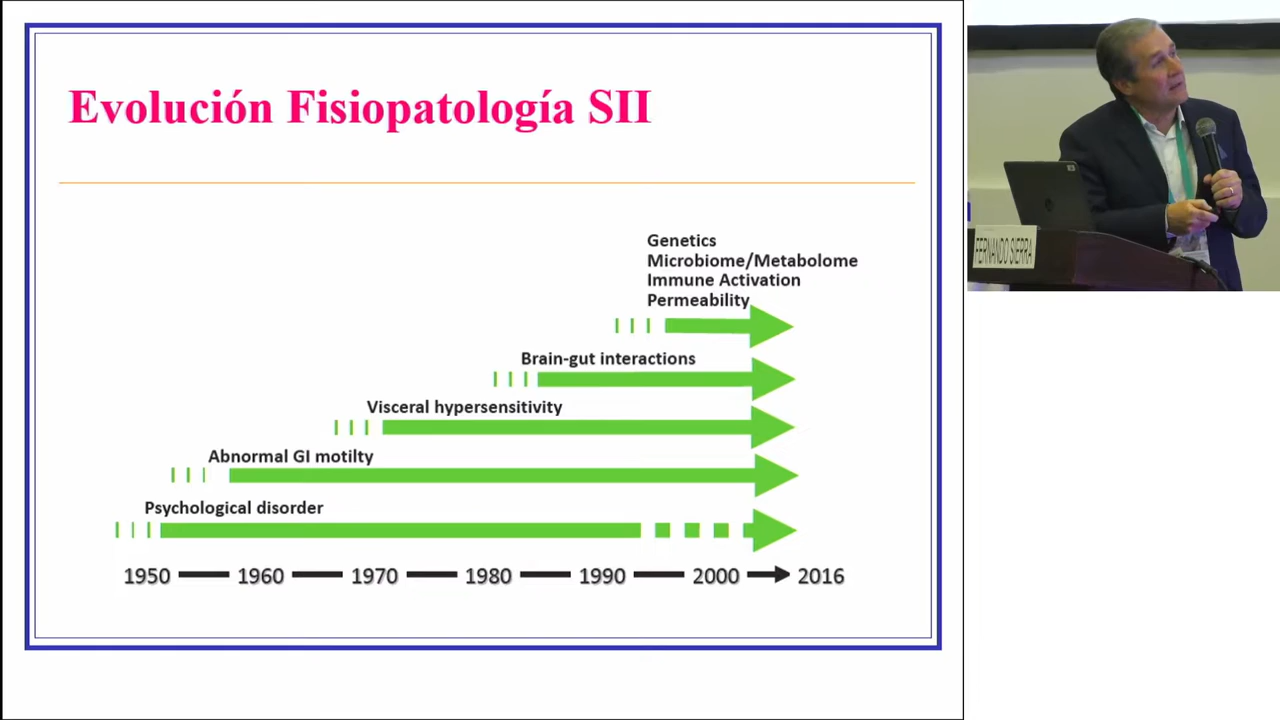 Evolución Fisiopatología SII
Genetics
Microbiome/Metabolome
Immune Activation
Permeability
Brain-gut interactions
Visceral hypersensitivity
Abnormal GI motilty
Psychological disorder
1950 1960 1970 1980 1990 2000 2016
FERNANDO SIERRA